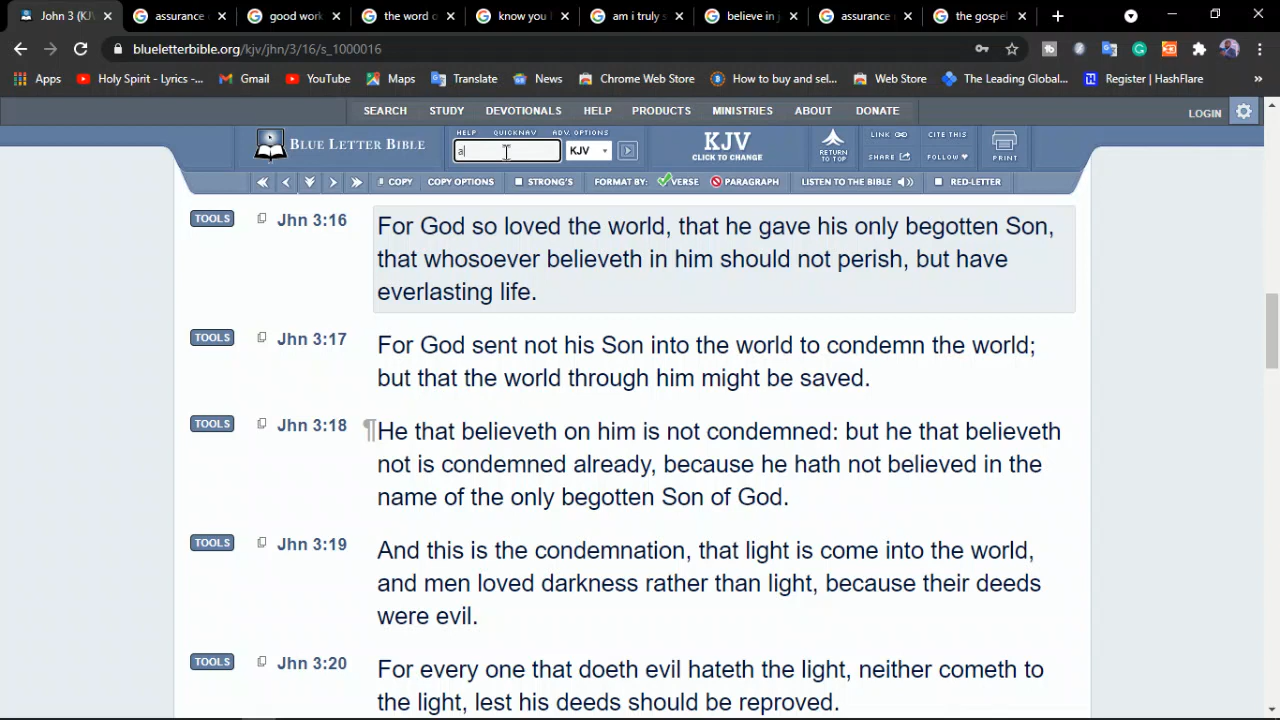 John 3 (KJV
assurance
good work
the word o
know you
am i truly s
believe in j
assurance
the gospel
blueletterbible.org/kjv/jhn/3/16/s_1000016
Apps
Holy Spirit - Lyrics -...
Gmail
YouTube
Maps
Translate
News
Chrome Web Store
How to buy and sel...
Web Store
The Leading Global...
Register | HashFlare
»
SEARCH STUDY DEVOTIONALS HELP PRODUCTS MINISTRIES ABOUT DONATE
LOGIN
BLUE LETTER BIBLE
HELP QUICKNAV ADV. OPTIONS
a
KJV
KJV
CLICK TO CHANGE
RETURN
TO TOP
LINK
CITE THIS
SHARE
FOLLOW
PRINT
COPY COPY OPTIONS STRONG'S FORMAT BY: VERSE PARAGRAPH LISTEN TO THE BIBLE RED-LETTER
TOOLS Jhn 3:16 For God so loved the world, that he gave his only begotten Son,
that whosoever believeth in him should not perish, but have
everlasting life.
TOOLS Jhn 3:17 For God sent not his Son into the world to condemn the world;
but that the world through him might be saved.
TOOLS Jhn 3:18 ¶He that believeth on him is not condemned: but he that believeth
not is condemned already, because he hath not believed in the
name of the only begotten Son of God.
TOOLS Jhn 3:19 And this is the condemnation, that light is come into the world,
and men loved darkness rather than light, because their deeds
were evil.
TOOLS Jhn 3:20 For every one that doeth evil hateth the light, neither cometh to
the light, lest his deeds should be reproved.